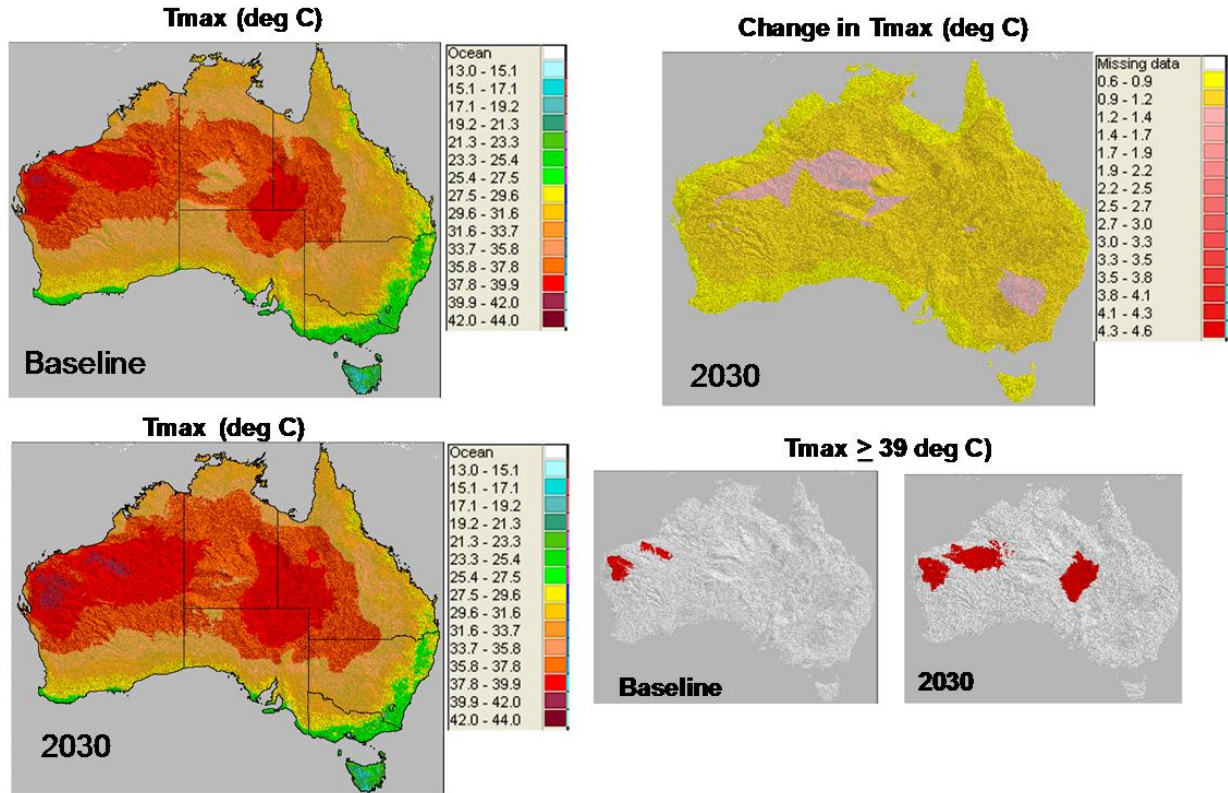 Tmax (deg C)
Ocean
13.0 - 15.1
15.1 - 17.1
17.1 - 19.2
19.2 - 21.3
21.3 - 23.3
23.3 - 25.4
25.4 - 27.5
27.5 - 29.6
29.6 - 31.6
31.6 - 33.7
33.7 - 35.8
35.8 - 37.8
37.8 - 39.9
39.9 - 42.0
42.0 - 44.0
Baseline
Change in Tmax (deg C)
Missing data
0.6 - 0.9
0.9 - 1.2
1.2 - 1.4
1.4 - 1.7
1.7 - 1.9
1.9 - 2.2
2.2 - 2.5
2.5 - 2.7
2.7 - 3.0
3.0 - 3.3
3.3 - 3.5
3.5 - 3.8
3.8 - 4.1
4.1 - 4.3
4.3 - 4.6
2030
Tmax (deg C)
Ocean
13.0 - 15.1
15.1 - 17.1
17.1 - 19.2
19.2 - 21.3
21.3 - 23.3
23.3 - 25.4
25.4 - 27.5
27.5 - 29.6
29.6 - 31.6
31.6 - 33.7
33.7 - 35.8
35.8 - 37.8
37.8 - 39.9
39.9 - 42.0
42.0 - 44.0
2030
Tmax ≥ 39 deg C)
Baseline
2030